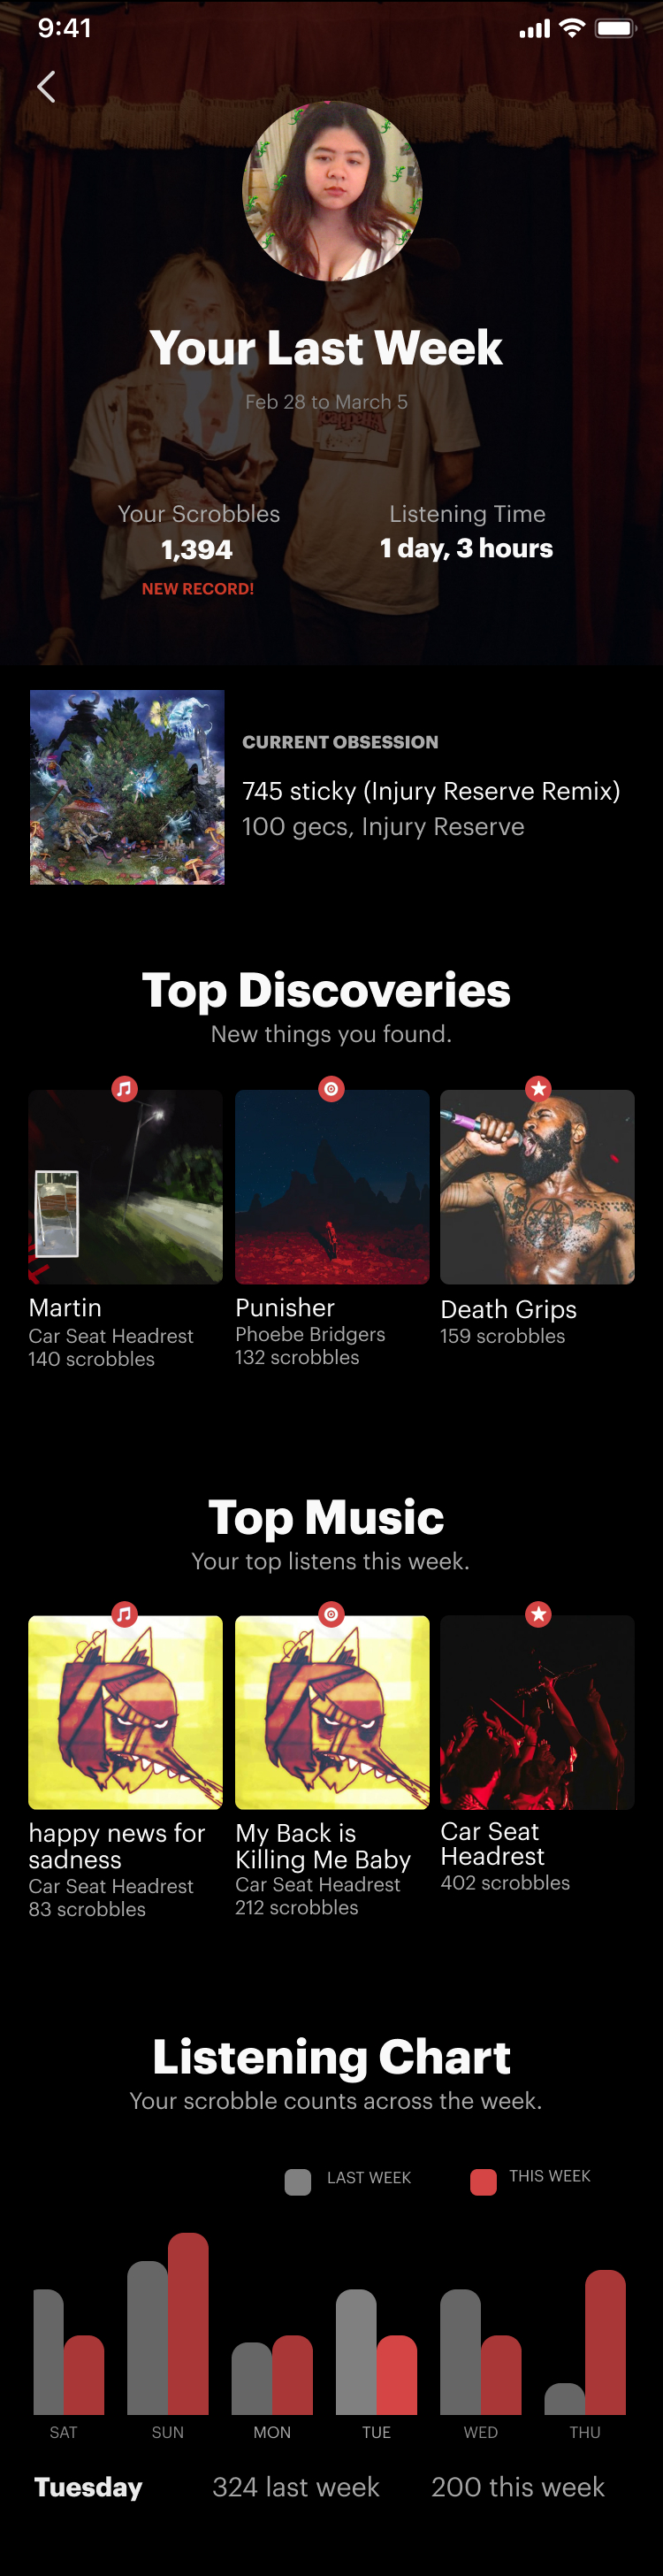 9:41
Your Last Week
Feb 28 to March 5
Your Scrobbles
1,394
NEW RECORD!
Listening Time
1 day, 3 hours
CURRENT OBSESSION
745 sticky (Injury Reserve Remix)
100 gecs, Injury Reserve
Top Discoveries
New things you found.
Martin
Car Seat Headrest
140 scrobbles
Punisher
Phoebe Bridgers
132 scrobbles
Death Grips
159 scrobbles
Top Music
Your top listens this week.
happy news for
sadness
Car Seat Headrest
83 scrobbles
My Back is
Killing Me Baby
Car Seat Headrest
212 scrobbles
Car Seat
Headrest
402 scrobbles
Listening Chart
Your scrobble counts across the week.
LAST WEEK
THIS WEEK
SAT
SUN
MON
TUE
WED
THU
Tuesday
324 last week
200 this week